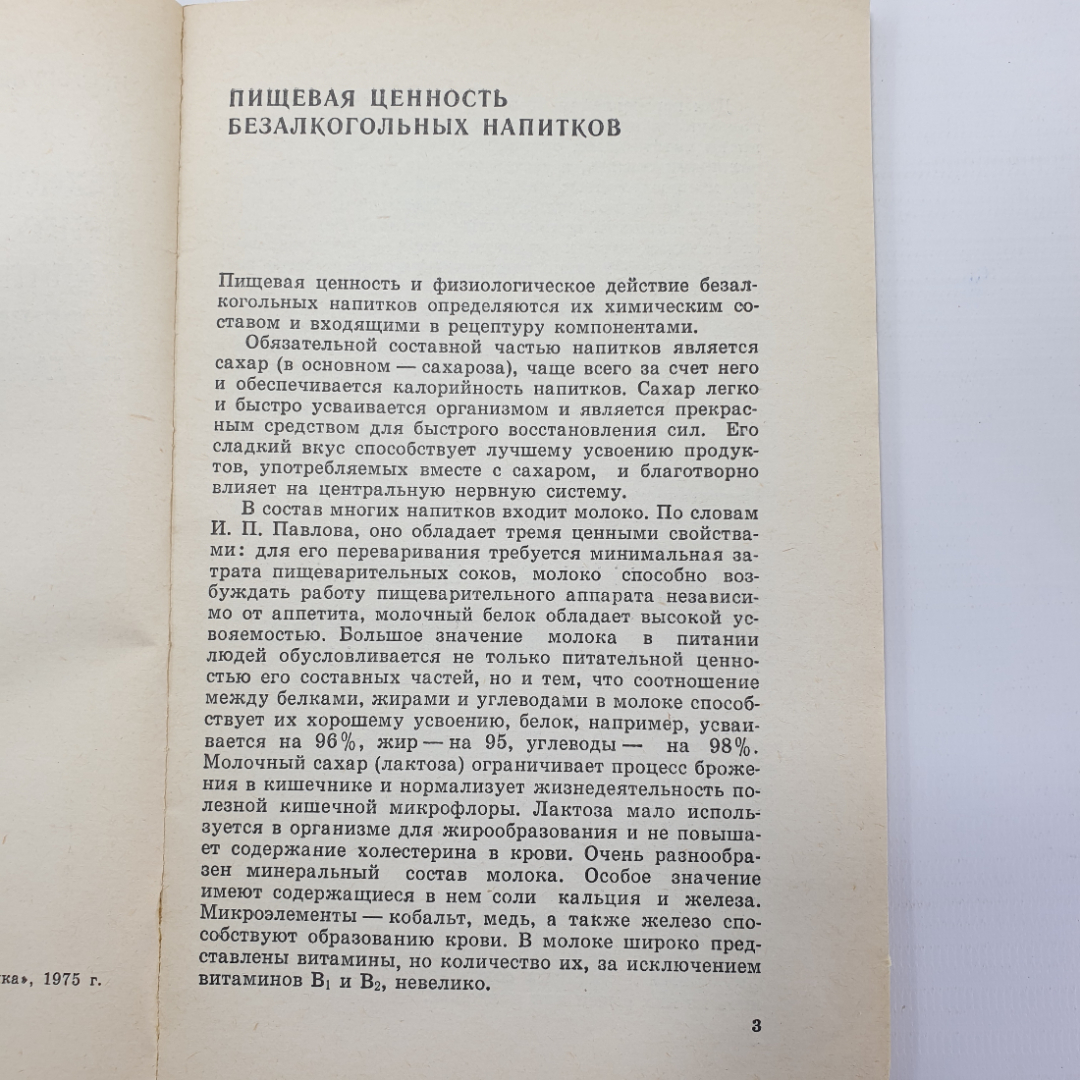 ПИЩЕВАЯ ЦЕННОСТЬ
БЕЗАЛКОГОЛЬНЫХ НАПИТКОВ
Пищевая ценность и физиологическое действие безал-
когольных напитков определяются их химическим со-
ставом и входящими в рецептуру компонентами.
Обязательной составной частью напитков является
сахар (в основном — сахароза), чаще всего за счет него
и обеспечивается калорийность напитков. Сахар легко
и быстро усваивается организмом и является прекрас-
ным средством для быстрого восстановления сил. Его
сладкий вкус способствует лучшему усвоению продук-
тов, употребляемых вместе с сахаром, и благотворно
влияет на центральную нервную систему.
В состав многих напитков входит молоко. По словам
И. П. Павлова, оно обладает тремя ценными свойства-
ми: для его переваривания требуется минимальная за-
трата пищеварительных соков, молоко способно воз-
буждать работу пищеварительного аппарата независи-
мо от аппетита, молочный белок обладает высокой ус-
вояемостью. Большое значение молока в питании
людей обусловливается не только питательной ценно-
стью его составных частей, но и тем, что соотношение
между белками, жирами и углеводами в молоке способ-
ствует их хорошему усвоению, белок, например, усваи-
вается на 96%, жир — на 95, углеводы — на 98%.
Молочный сахар (лактоза) ограничивает процесс броже-
ния в кишечнике и нормализует жизнедеятельность по-
лезной кишечной микрофлоры. Лактоза мало исполь-
зуется в организме для жирообразования и не повыша-
ет содержание холестерина в крови. Очень разнообра-
зен минеральный состав молока. Особое значение
имеют содержащиеся в нем соли кальция и железа.
Микроэлементы — кобальт, медь, а также железо спо-
собствуют образованию крови. В молоке широко пред-
ставлены витамины, но количество их, за исключением
витаминов В₁ и В₂, невелико.
ка», 1975 г.
3